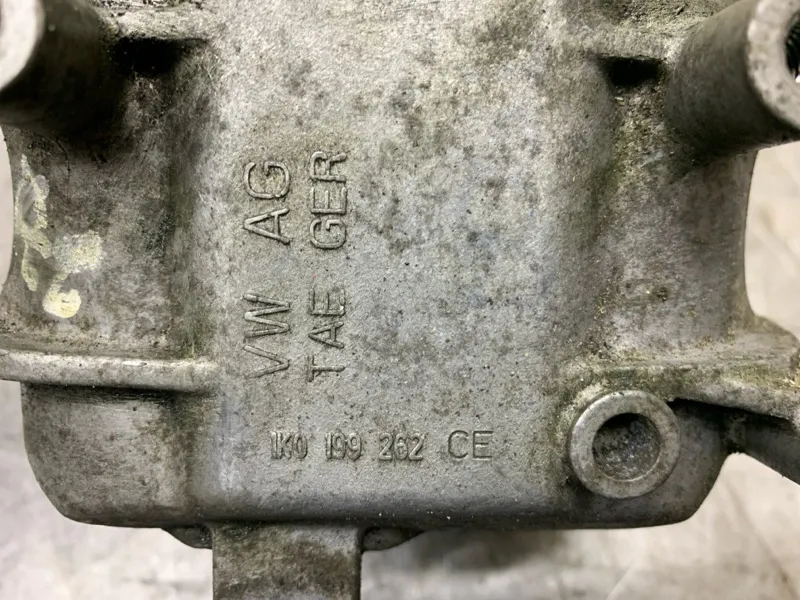 VW AG
TAE GER
1K0 199 262 CE